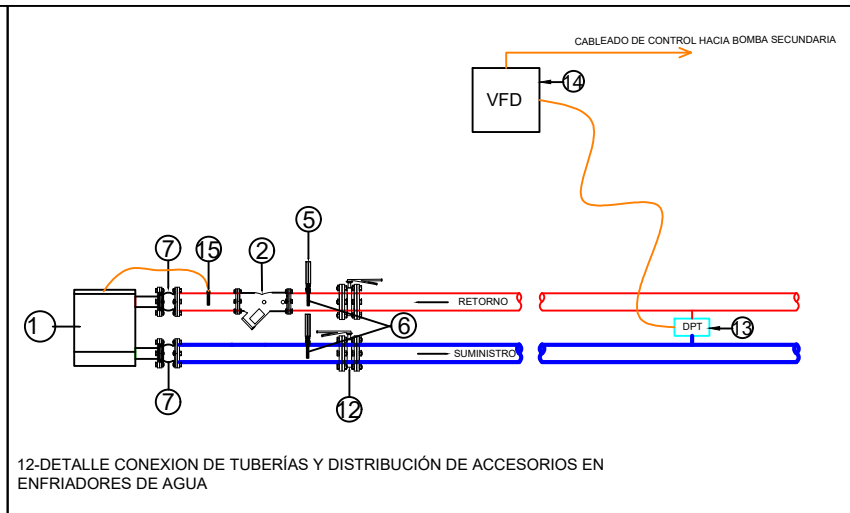 CABLEADO DE CONTROL HACIA BOMBA SECUNDARIA
VFD
14
5
7
15
2
RETORNO
1
DPT
13
6
SUMINISTRO
7
12
12-DETALLE CONEXION DE TUBERÍAS Y DISTRIBUCIÓN DE ACCESORIOS EN
ENFRIADORES DE AGUA